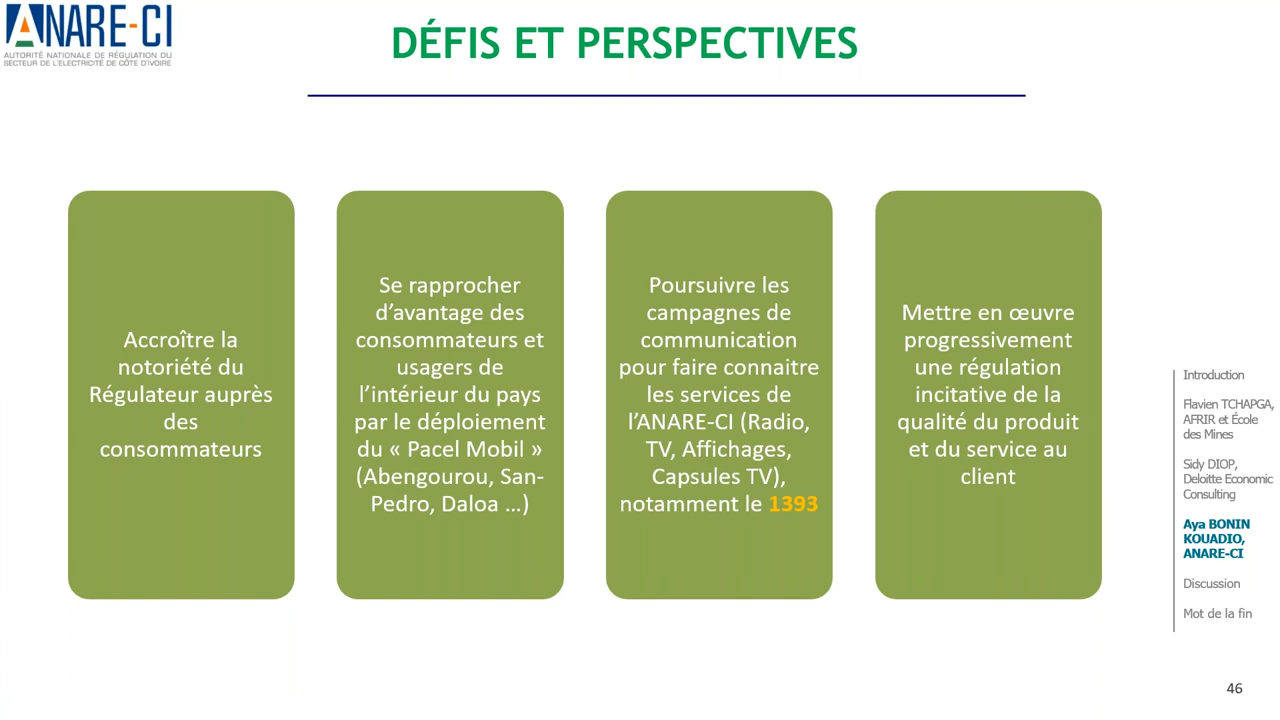 ANARE-CI
AUTORITÉ NATIONALE DE RÉGULATION DU
SECTEUR DE L'ELECTRICITÉ DE CÔTE D'IVOIRE
DÉFIS ET PERSPECTIVES
Accroître la
notoriété du
Régulateur auprès
des
consommateurs
Se rapprocher
d'avantage des
consommateurs et
usagers de
l'intérieur du pays
par le déploiement
du « Pacel Mobil »
(Abengourou, San-
Pedro, Daloa …)
Poursuivre les
campagnes de
communication
pour faire connaitre
les services de
l'ANARE-CI (Radio,
TV, Affichages,
Capsules TV),
notamment le 1393
Mettre en œuvre
progressivement
une régulation
incitative de la
qualité du produit
et du service au
client
Introduction
Flavien TCHAPGA,
AFRIR et École
des Mines
Sidy DIOP,
Deloitte Economic
Consulting
Aya BONIN
KOUADIO,
ANARE-CI
Discussion
Mot de la fin
46